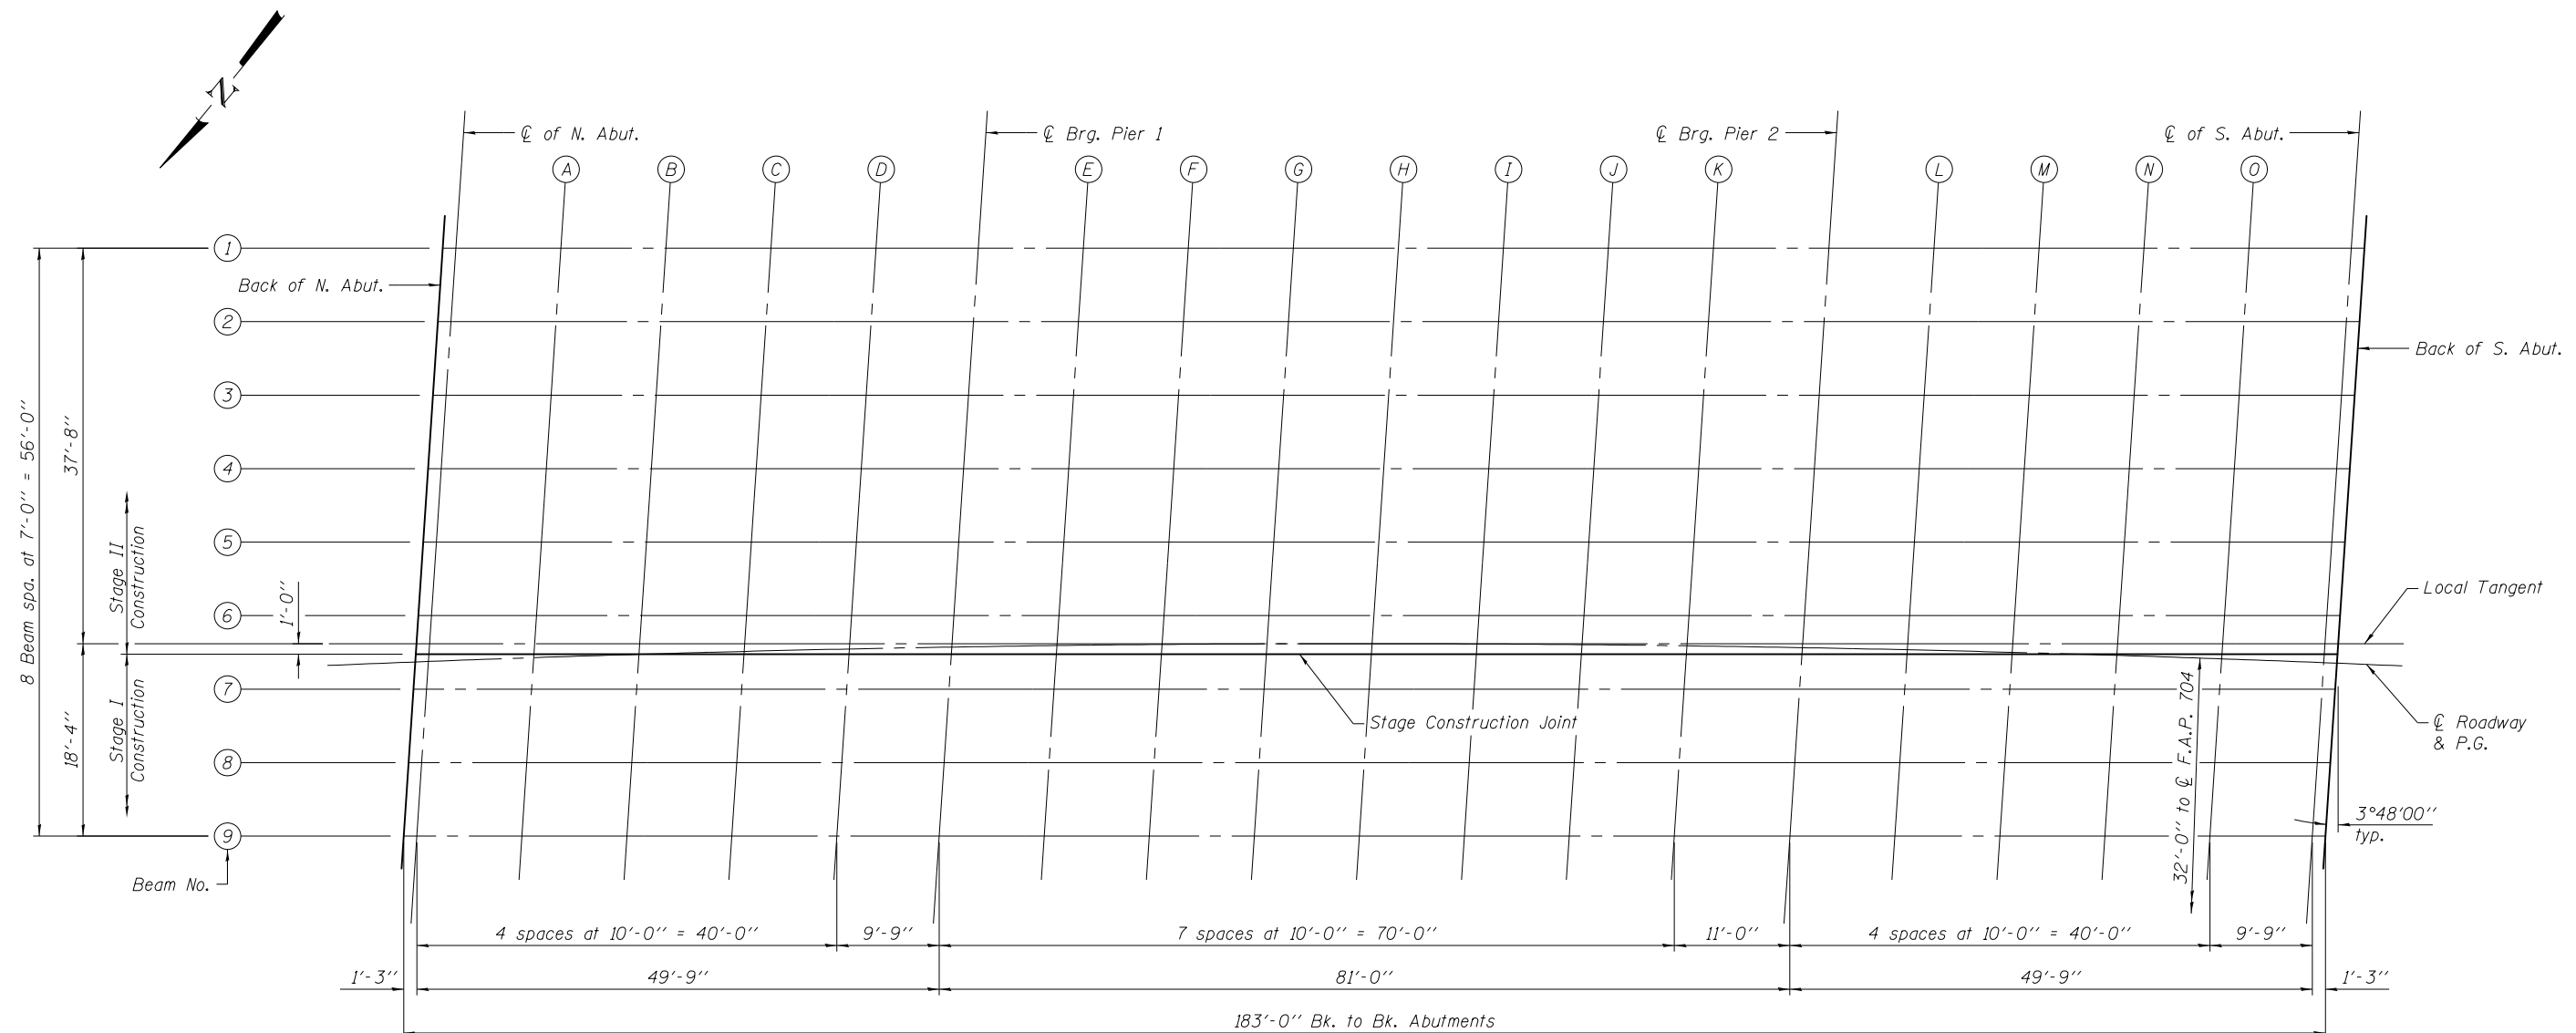 N
℄ of N. Abut.
℄ Brg. Pier 1
℄ Brg. Pier 2
℄ of S. Abut.
A
B
C
D
E
F
G
H
I
J
K
L
M
N
O
1
Back of N. Abut.
2
Back of S. Abut.
3
4
5
6
7
8
9
Beam No.
8 Beam spa. at 7'-0'' = 56'-0''
37'-8''
18'-4''
Stage II
Construction
Stage I
Construction
1'-0''
Local Tangent
Stage Construction Joint
℄ Roadway
& P.G.
32'-0'' to ℄ F.A.P. 704
3°48'00''
typ.
4 spaces at 10'-0'' = 40'-0''
9'-9''
7 spaces at 10'-0'' = 70'-0''
11'-0''
4 spaces at 10'-0'' = 40'-0''
9'-9''
1'-3''
49'-9''
81'-0''
49'-9''
1'-3''
183'-0'' Bk. to Bk. Abutments